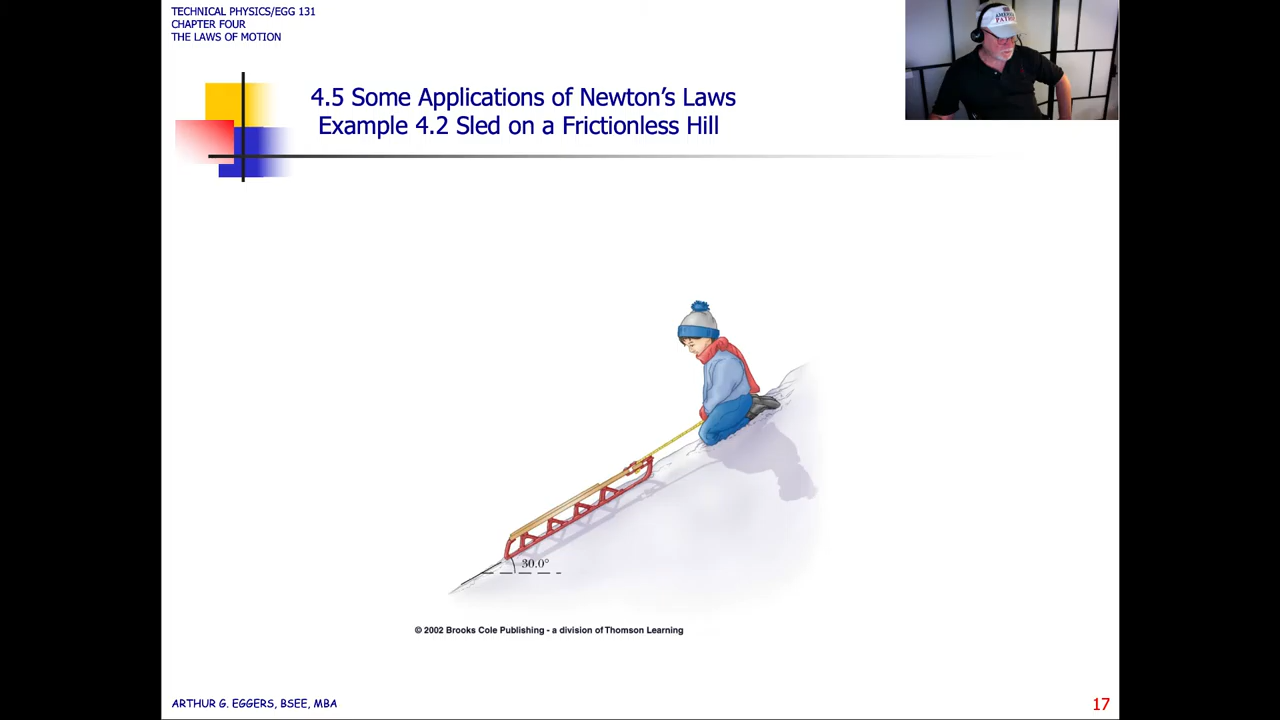 TECHNICAL PHYSICS/EGG 131
CHAPTER FOUR
THE LAWS OF MOTION
AMERICAN
4.5 Some Applications of Newton's Laws
Example 4.2 Sled on a Frictionless Hill
30.0°
© 2002 Brooks Cole Publishing - a division of Thomson Learning
ARTHUR G. EGGERS, BSEE, MBA
17